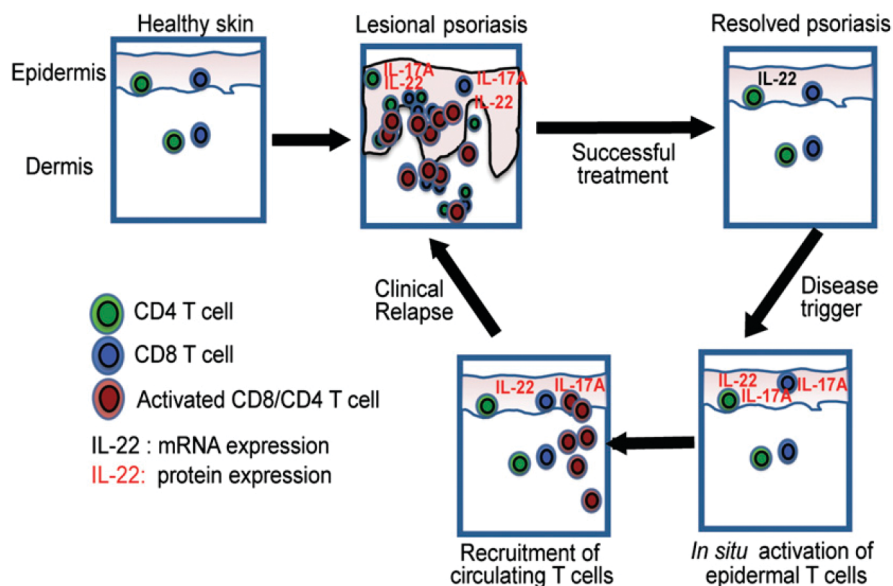 Healthy skin
Lesional psoriasis
Resolved psoriasis
Epidermis
Dermis
IL-17A
IL-22
IL-17A
IL-22
IL-22
Successful
treatment
Clinical
Relapse
Disease
trigger
CD4 T cell
CD8 T cell
Activated CD8/CD4 T cell
IL-22 : mRNA expression
IL-22: protein expression
IL-22
IL-17A
IL-22
IL-17A
IL-17A
Recruitment of
circulating T cells
In situ activation of
epidermal T cells